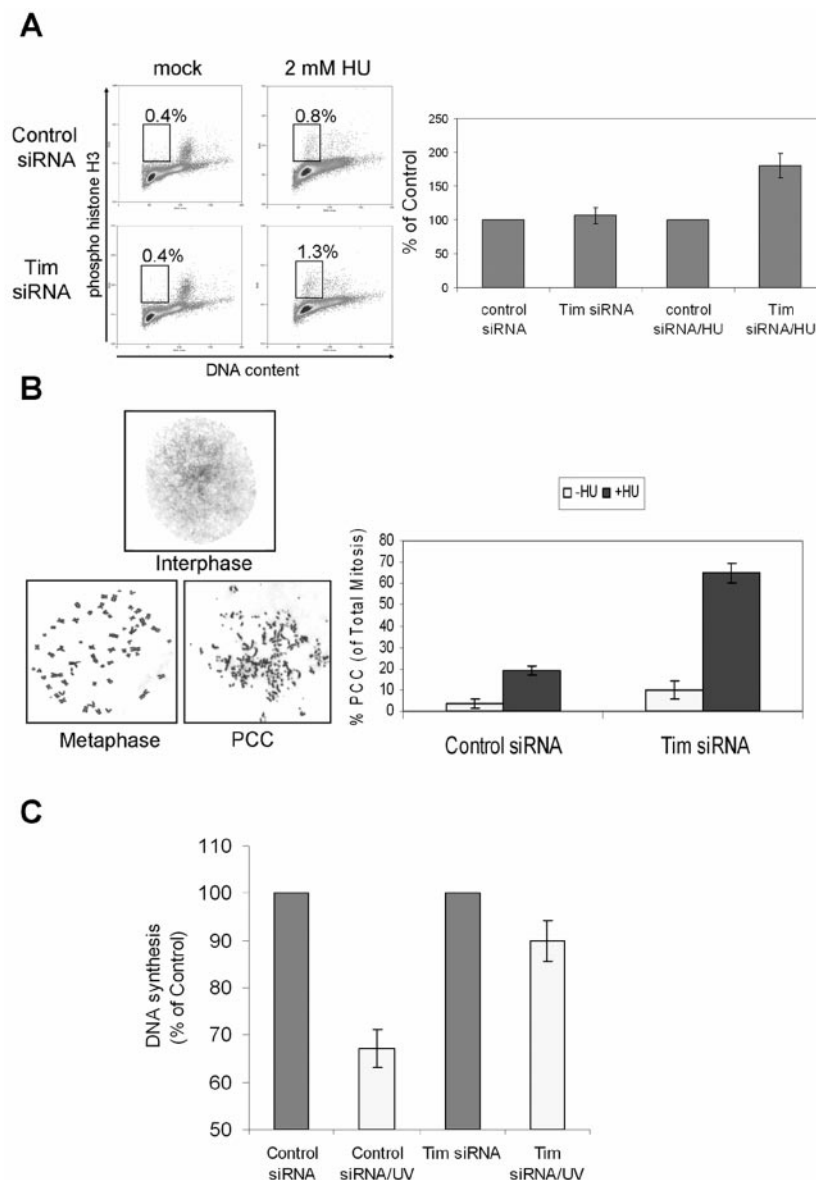 A
mock
2 mM HU
Control
siRNA
Tim
siRNA
phospho histone H3
0.4%
0.8%
0.4%
1.3%
DNA content
% of Control
250
200
150
100
50
0
control
siRNA
Tim siRNA
control
siRNA/HU
Tim
siRNA/HU
B
Interphase
Metaphase
PCC
-HU
+HU
% PCC (of Total Mitosis)
80
70
60
50
40
30
20
10
0
Control siRNA
Tim siRNA
C
DNA synthesis
(% of Control)
110
100
90
80
70
60
50
Control
siRNA
Control
siRNA/UV
Tim siRNA
Tim
siRNA/UV